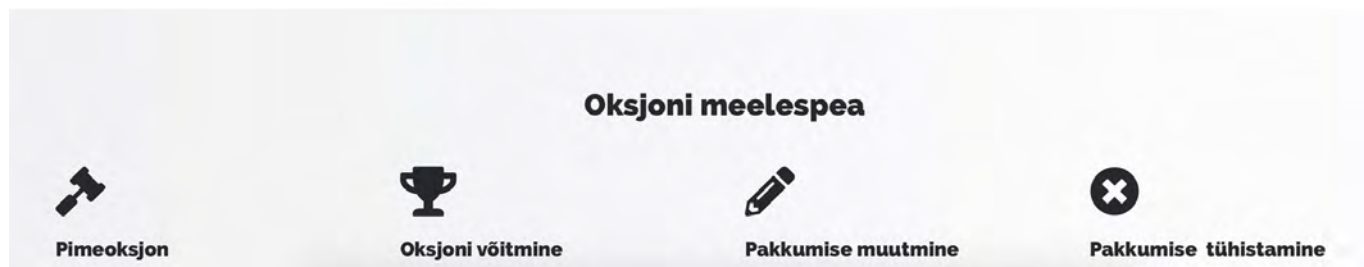 Oksjoni meelespea
Pimeoksjon
Oksjoni võitmine
Pakkumise muutmine
Pakkumise tühistamine